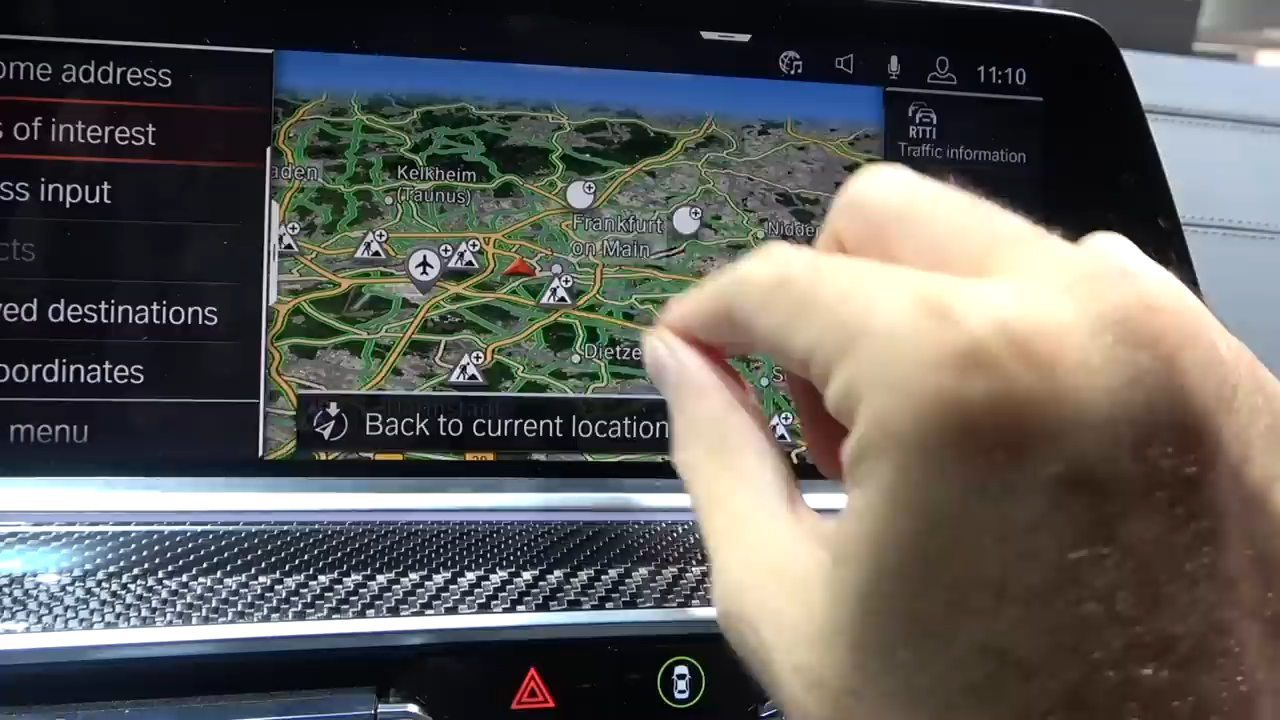 ome address
s of interest
ss input
cts
ved destinations
oordinates
menu
11:10
RTTI
Traffic information
aden
Kelkheim
(Taunus)
Frankfurt
on Main
Nidder
Dietze
S
Back to current location